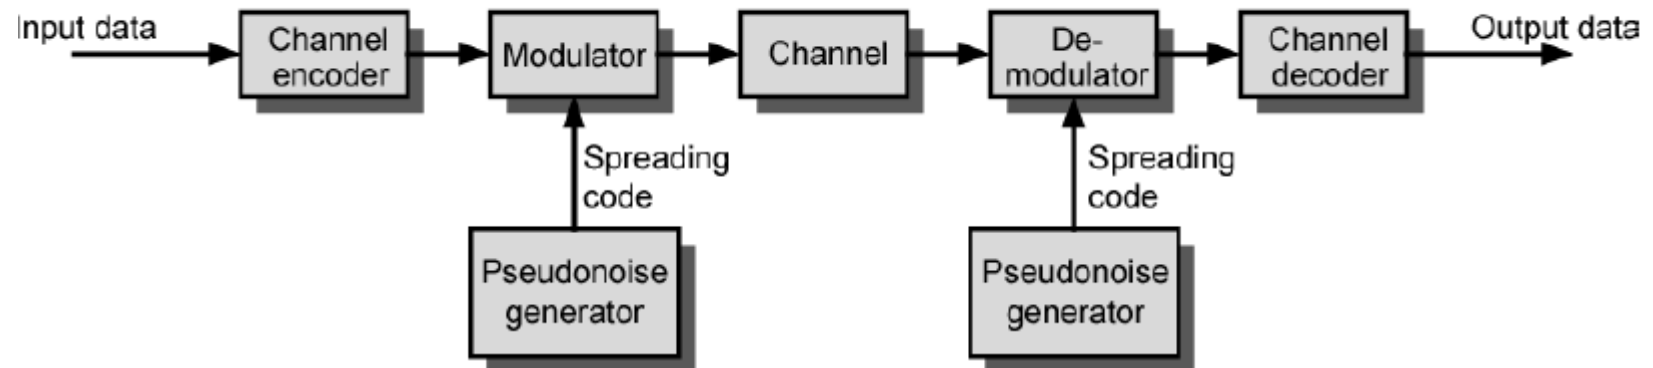 Input data
Channel
encoder
Modulator
Channel
De-
modulator
Channel
decoder
Output data
Spreading
code
Spreading
code
Pseudonoise
generator
Pseudonoise
generator